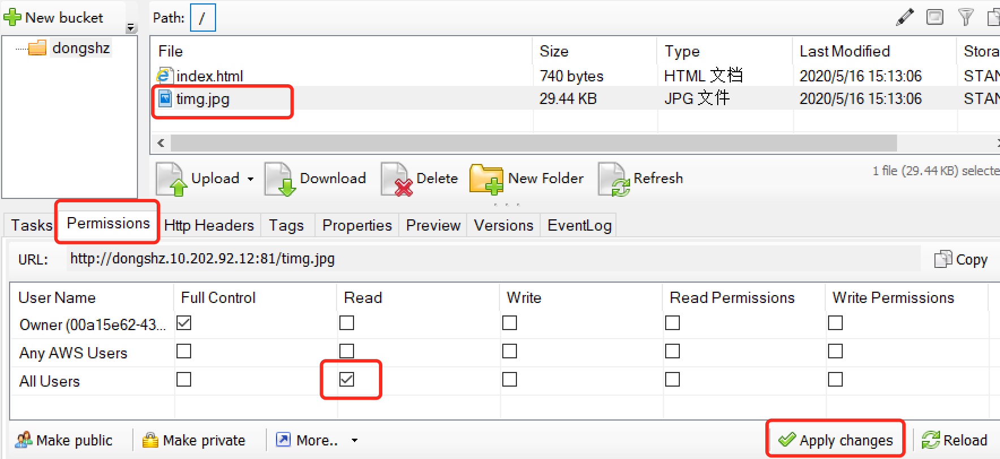 New bucket
Path: /
dongshz
File Size Type Last Modified Stora
index.html 740 bytes HTML 文档 2020/5/16 15:13:06 STAN
timg.jpg 29.44 KB JPG 文件 2020/5/16 15:13:06 STAN
Upload Download Delete New Folder Refresh
1 file (29.44 KB) selecte
Tasks Permissions Http Headers Tags Properties Preview Versions EventLog
URL: http://dongshz.10.202.92.12:81/timg.jpg Copy
User Name Full Control Read Write Read Permissions Write Permissions
Owner (00a15e62-43...
Any AWS Users
All Users
Make public Make private More.. Apply changes Reload